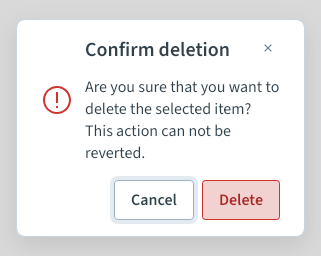 Confirm deletion
Are you sure that you want to
delete the selected item?
This action can not be
reverted.
Cancel
Delete